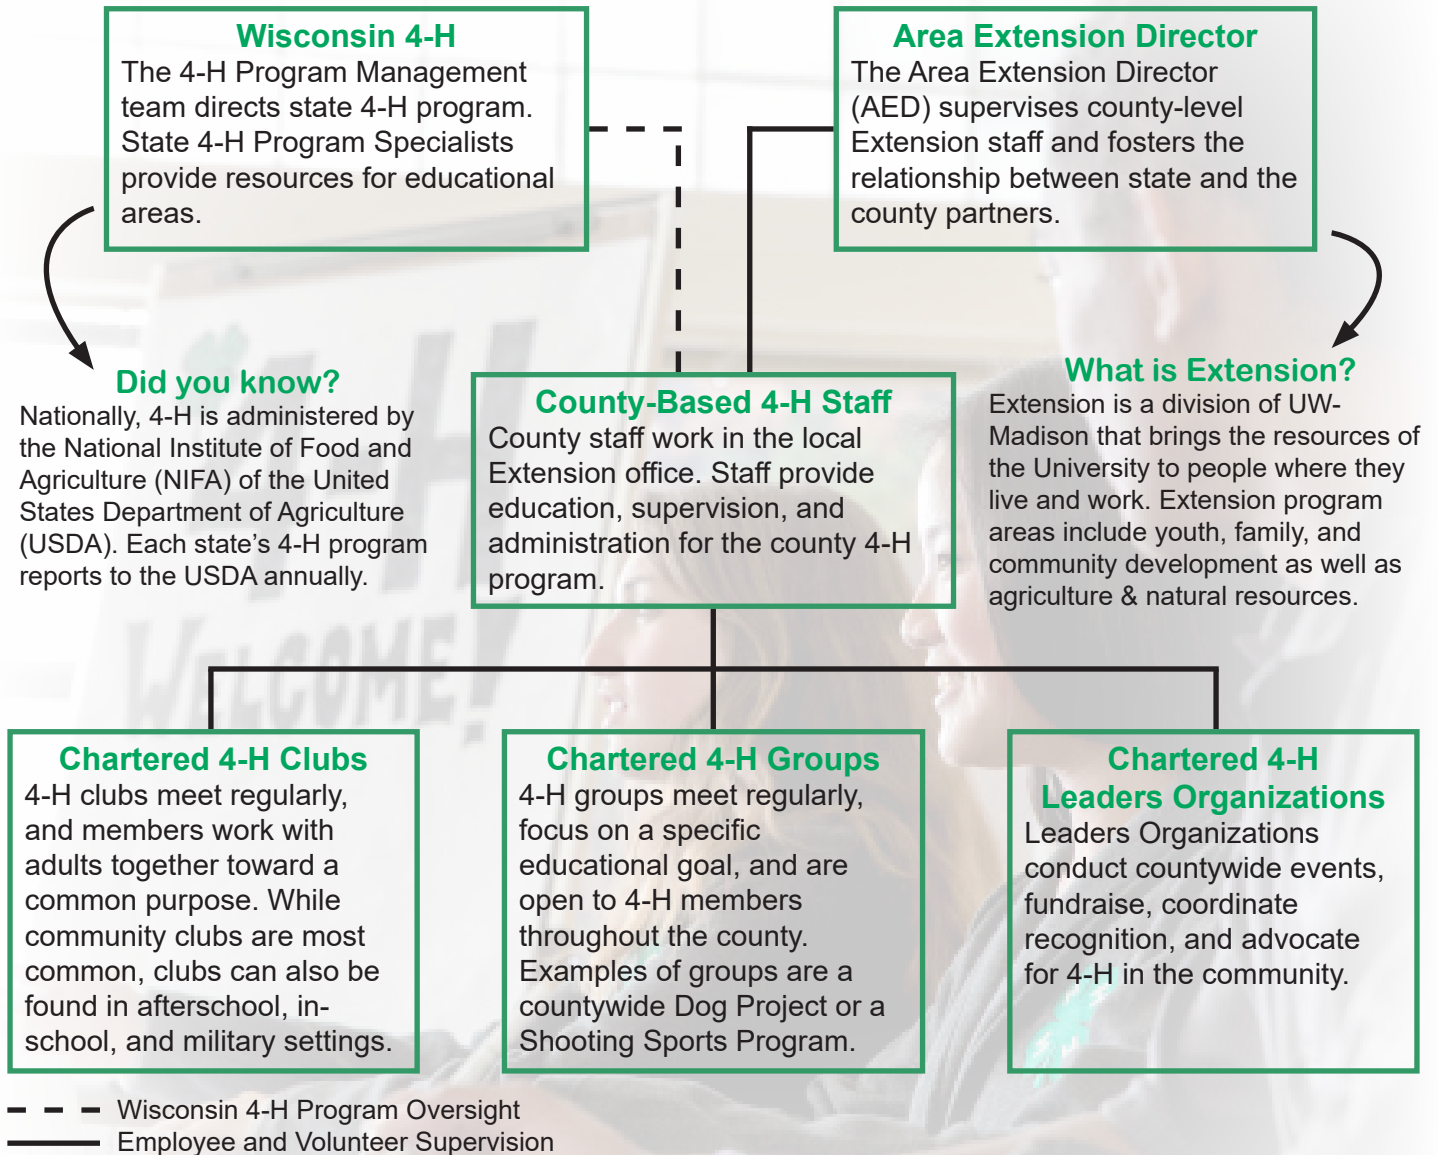 Wisconsin 4-H
The 4-H Program Management
team directs state 4-H program.
State 4-H Program Specialists
provide resources for educational
areas.
Area Extension Director
The Area Extension Director
(AED) supervises county-level
Extension staff and fosters the
relationship between state and the
county partners.
Did you know?
Nationally, 4-H is administered by
the National Institute of Food and
Agriculture (NIFA) of the United
States Department of Agriculture
(USDA). Each state's 4-H program
reports to the USDA annually.
County-Based 4-H Staff
County staff work in the local
Extension office. Staff provide
education, supervision, and
administration for the county 4-H
program.
What is Extension?
Extension is a division of UW-
Madison that brings the resources of
the University to people where they
live and work. Extension program
areas include youth, family, and
community development as well as
agriculture & natural resources.
4-H
WELCOME!
Chartered 4-H Clubs
4-H clubs meet regularly,
and members work with
adults together toward a
common purpose. While
community clubs are most
common, clubs can also be
found in afterschool, in-
school, and military settings.
Chartered 4-H Groups
4-H groups meet regularly,
focus on a specific
educational goal, and are
open to 4-H members
throughout the county.
Examples of groups are a
countywide Dog Project or a
Shooting Sports Program.
Chartered 4-H
Leaders Organizations
Leaders Organizations
conduct countywide events,
fundraise, coordinate
recognition, and advocate
for 4-H in the community.
Wisconsin 4-H Program Oversight
Employee and Volunteer Supervision